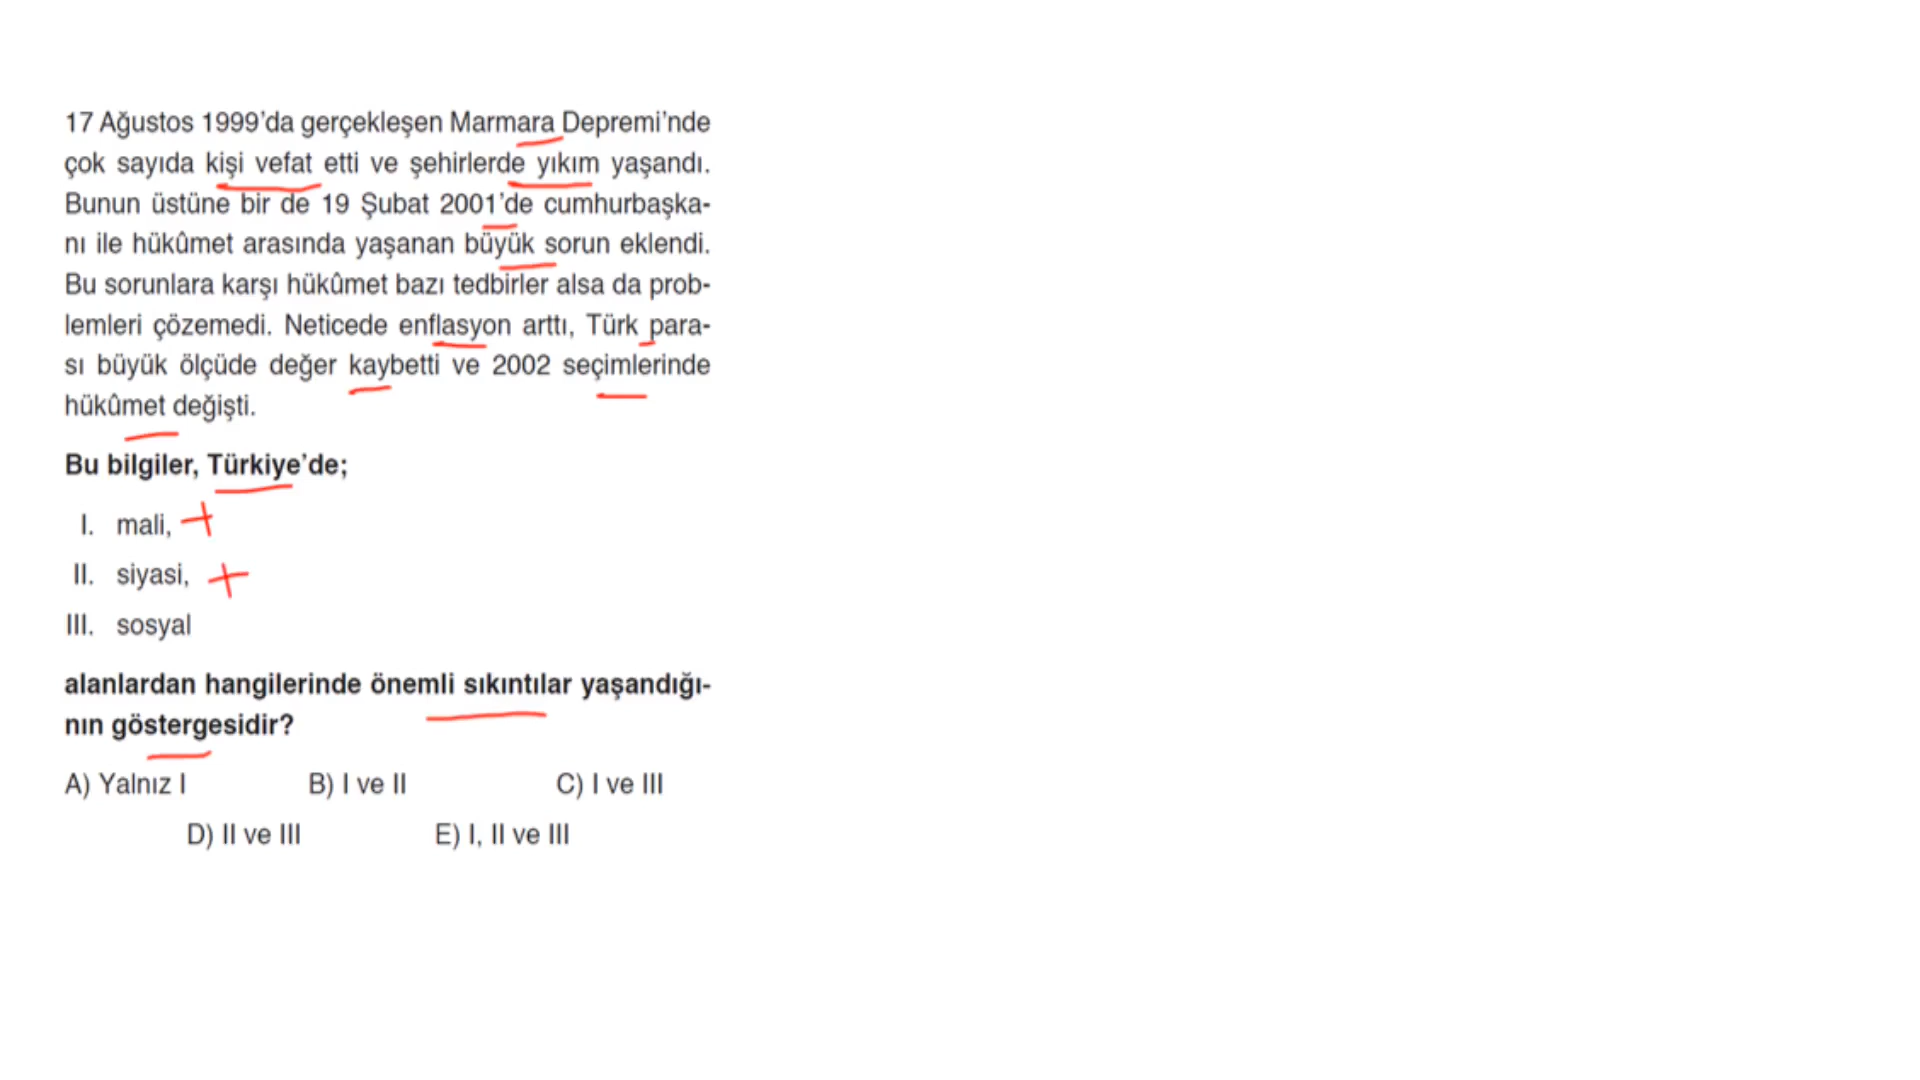 17 Ağustos 1999'da gerçekleşen Marmara Depremi'nde
çok sayıda kişi vefat etti ve şehirlerde yıkım yaşandı.
Bunun üstüne bir de 19 Şubat 2001'de cumhurbaşka-
nı ile hükûmet arasında yaşanan büyük sorun eklendi.
Bu sorunlara karşı hükûmet bazı tedbirler alsa da prob-
lemleri çözemedi. Neticede enflasyon arttı, Türk para-
sı büyük ölçüde değer kaybetti ve 2002 seçimlerinde
hükûmet değişti.
Bu bilgiler, Türkiye'de;
I. mali, +
II. siyasi, +
III. sosyal
alanlardan hangilerinde önemli sıkıntılar yaşandığı-
nın göstergesidir?
A) Yalnız I B) I ve II C) I ve III
D) II ve III E) I, II ve III